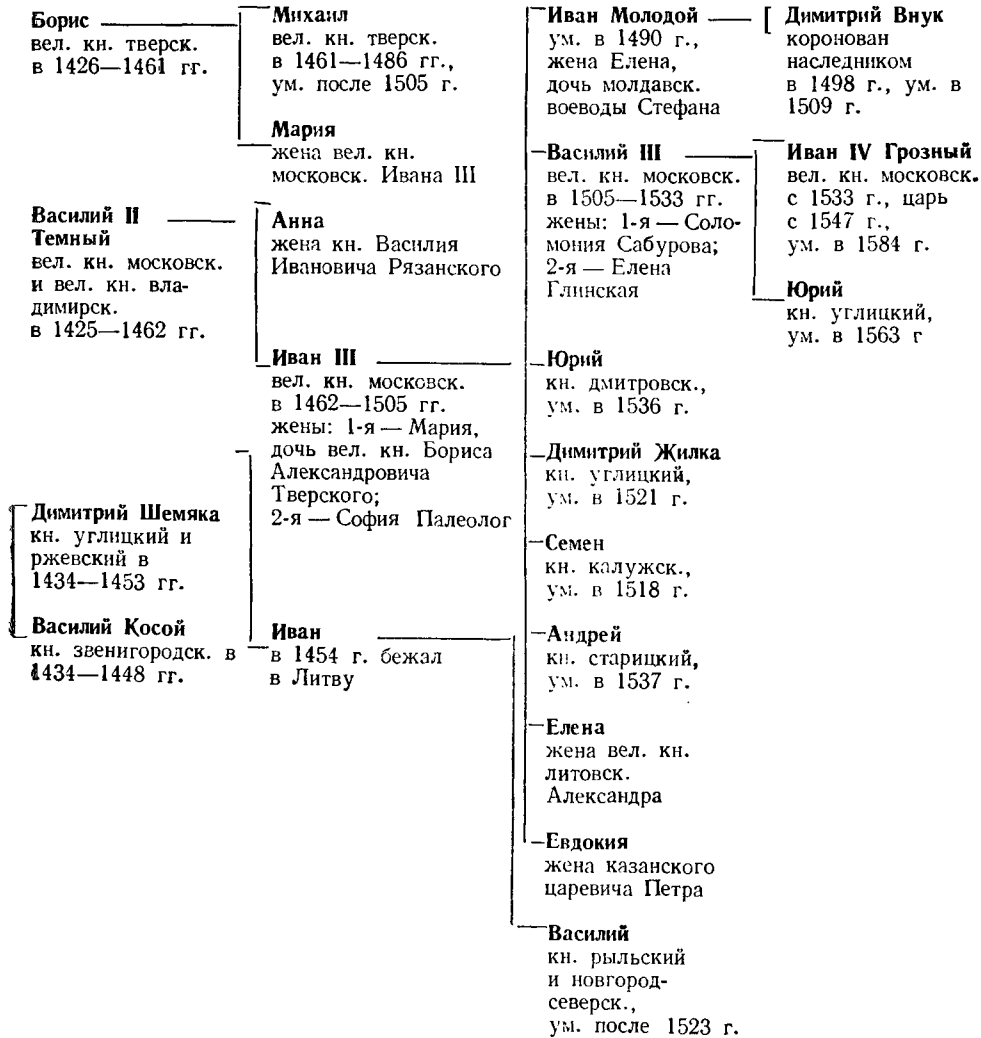 Борис
вел. кн. тверск.
в 1426—1461 гг.
Михаил
вел. кн. тверск.
в 1461—1486 гг.,
ум. после 1505 г.
Мария
жена вел. кн.
московск. Ивана III
Василий II
Темный
вел. кн. московск.
и вел. кн. вла-
димирск.
в 1425—1462 гг.
Анна
жена кн. Василия
Ивановича Рязанского
Иван III
вел. кн. московск.
в 1462—1505 гг.
жены: 1-я — Мария,
дочь вел. кн. Бориса
Александровича
Тверского;
2-я — София Палеолог
Димитрий Шемяка
кн. углицкий и
ржевский в
1434—1453 гг.
Василий Косой
кн. звенигородск. в
1434—1448 гг.
Иван
в 1454 г. бежал
в Литву
Иван Молодой
ум. в 1490 г.,
жена Елена,
дочь молдавск.
воеводы Стефана
Димитрий Внук
коронован
наследником
в 1498 г., ум. в
1509 г.
Василий III
вел. кн. московск.
в 1505—1533 гг.
жены: 1-я — Соло-
мония Сабурова;
2-я — Елена
Глинская
Иван IV Грозный
вел. кн. московск.
с 1533 г., царь
с 1547 г.,
ум. в 1584 г.
Юрий
кн. углицкий,
ум. в 1563 г
Юрий
кн. дмитровск.,
ум. в 1536 г.
Димитрий Жилка
кн. углицкий,
ум. в 1521 г.
Семен
кн. калужск.,
ум. в 1518 г.
Андрей
кн. старицкий,
ум. в 1537 г.
Елена
жена вел. кн.
литовск.
Александра
Евдокия
жена казанского
царевича Петра
Василий
кн. рыльский
и новгород-
северск.,
ум. после 1523 г.